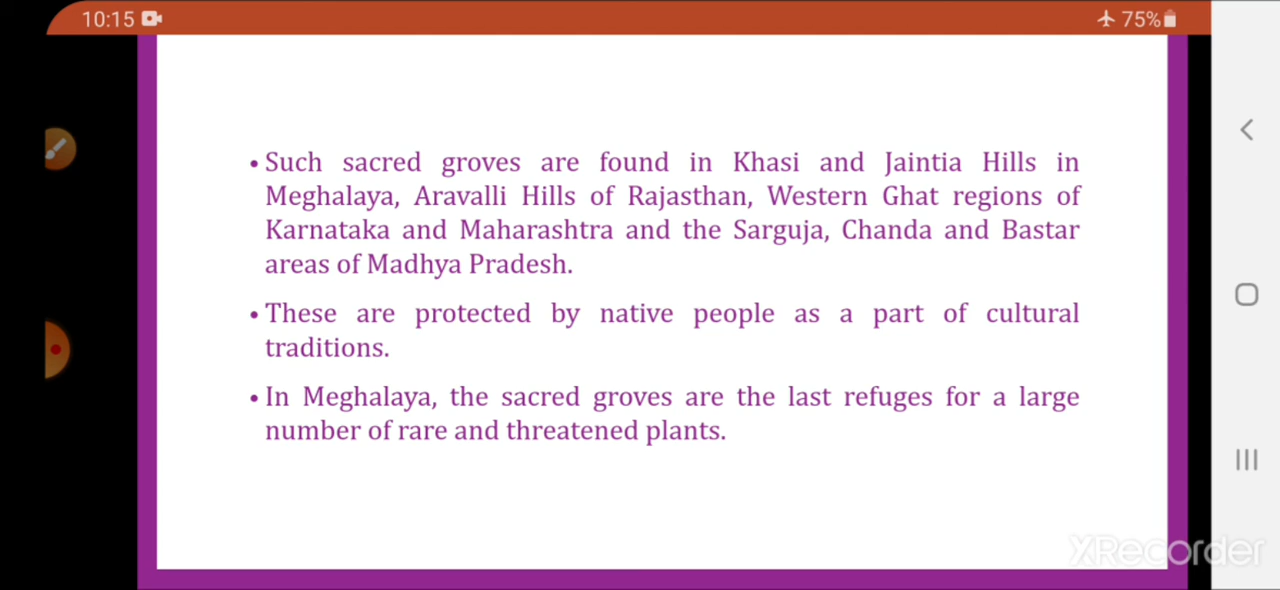 10:15
75%
• Such sacred groves are found in Khasi and Jaintia Hills in
Meghalaya, Aravalli Hills of Rajasthan, Western Ghat regions of
Karnataka and Maharashtra and the Sarguja, Chanda and Bastar
areas of Madhya Pradesh.
• These are protected by native people as a part of cultural
traditions.
• In Meghalaya, the sacred groves are the last refuges for a large
number of rare and threatened plants.
XRecorder